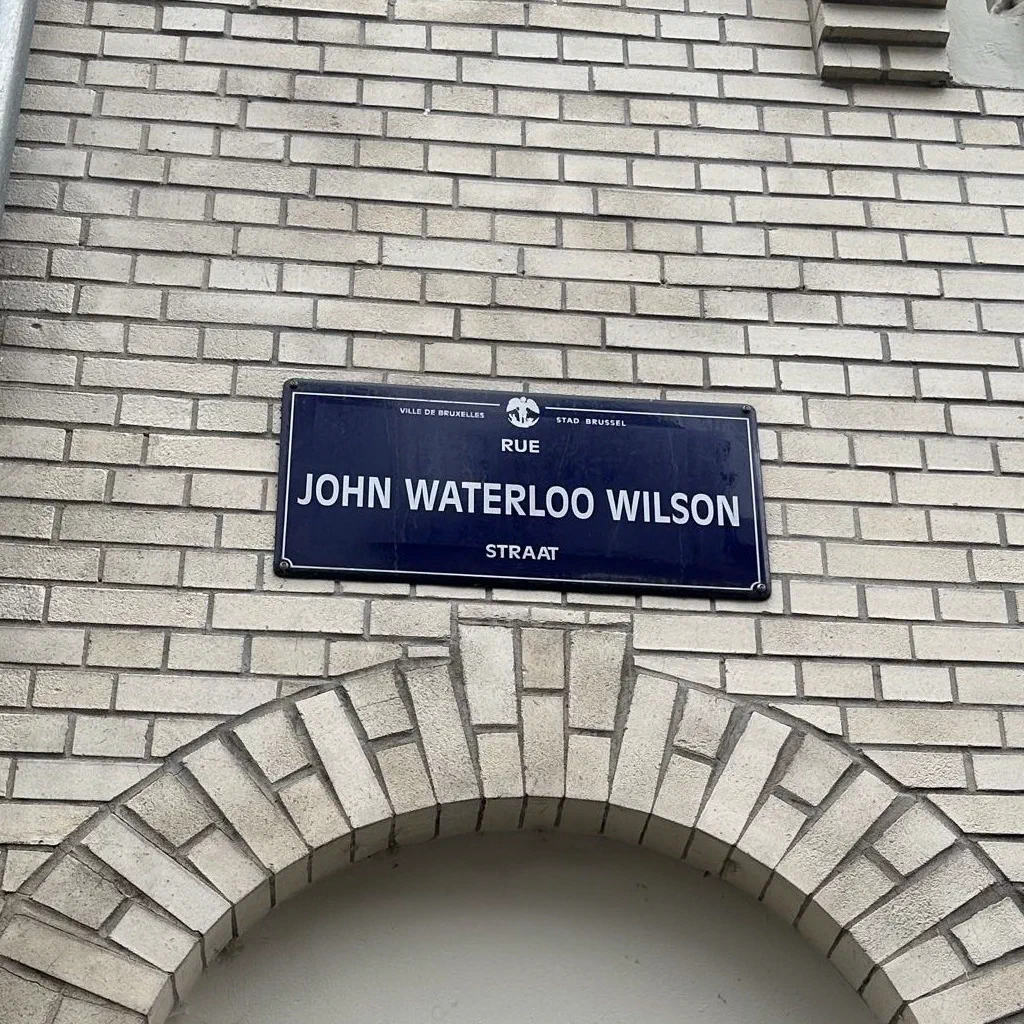 VILLE DE BRUXELLES STAD BRUSSEL
RUE
JOHN WATERLOO WILSON
STRAAT